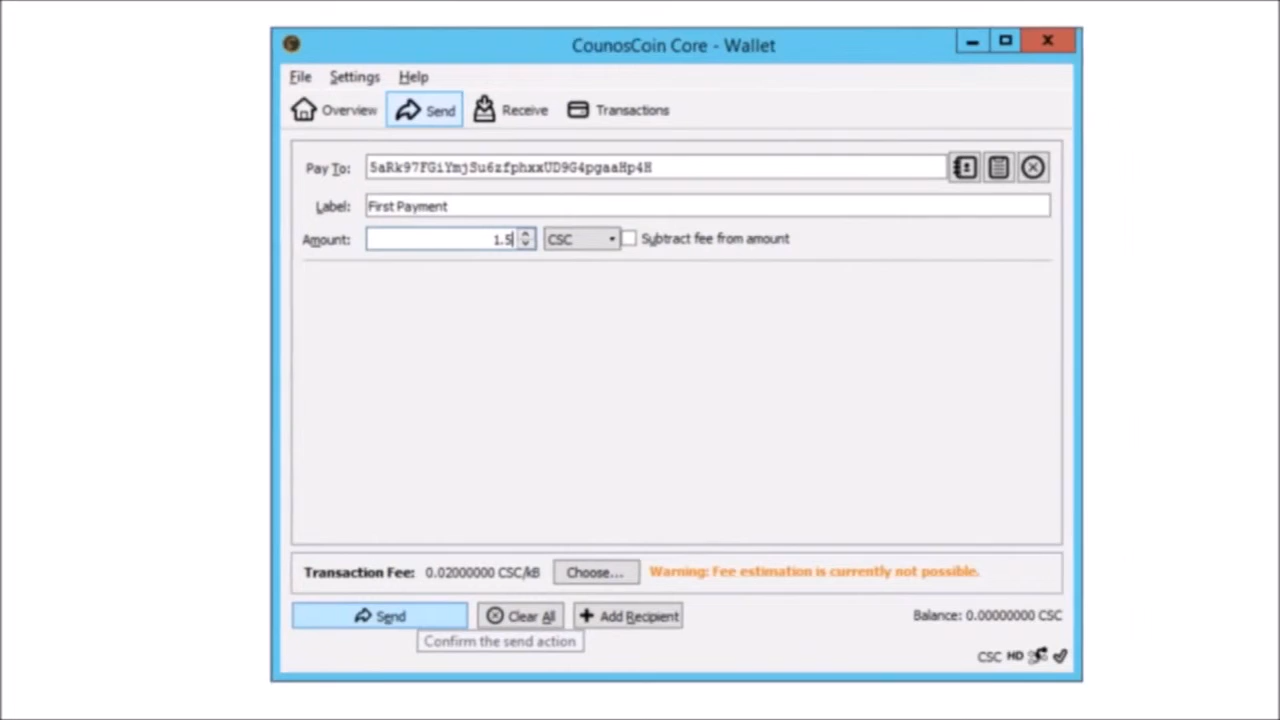 CounosCoin Core - Wallet
File Settings Help
Overview Send Receive Transactions
Pay To: 5aRk97FGiYmjSu6zfphxxUD9G4pgaaHp4H
Label: First Payment
Amount: 1.5 CSC Subtract fee from amount
Transaction Fee: 0.02000000 CSC/kB Choose... Warning: Fee estimation is currently not possible.
Send Clear All Add Recipient Balance: 0.00000000 CSC
Confirm the send action
CSC HD